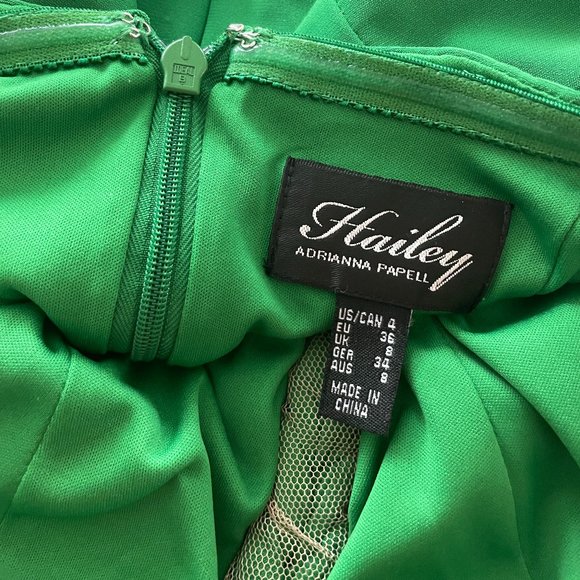 Hailey
ADRIANNA PAPELL
US/CAN 4
EU 36
UK 8
GER 34
AUS 8
MADE IN
CHINA